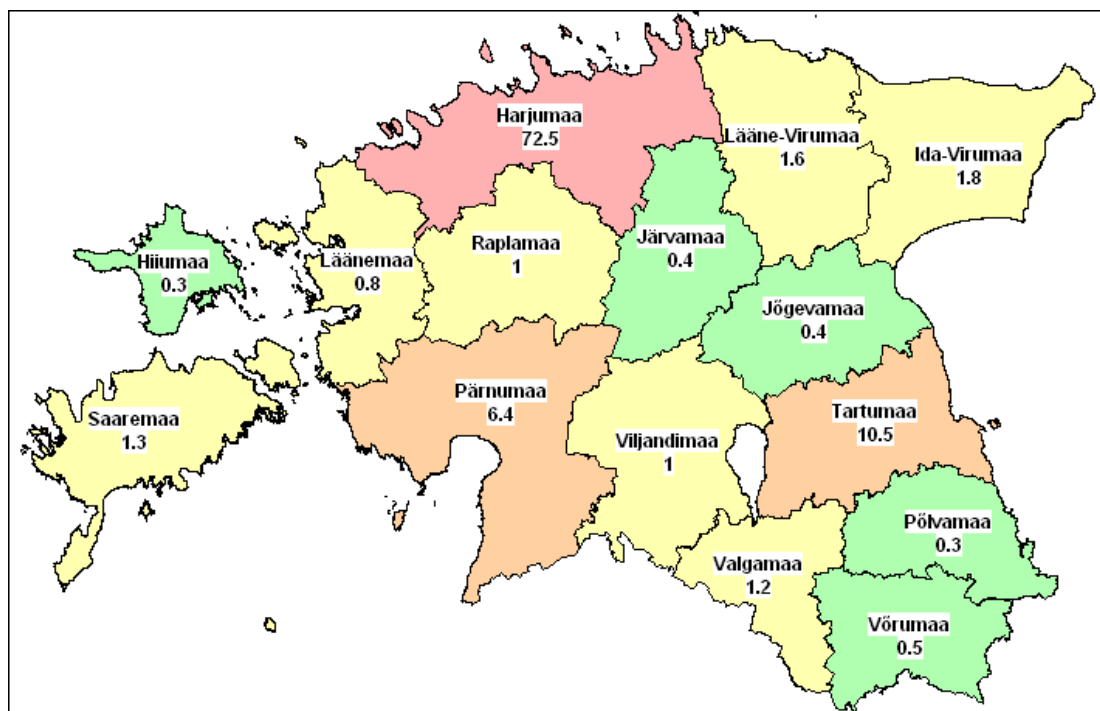 Harjumaa
72.5
Lääne-Virumaa
1.6
Ida-Virumaa
1.8
Hiiumaa
0.3
Läänemaa
0.8
Raplamaa
1
Järvamaa
0.4
Jõgevamaa
0.4
Saaremaa
1.3
Pärnumaa
6.4
Viljandimaa
1
Tartumaa
10.5
Põlvamaa
0.3
Valgamaa
1.2
Võrumaa
0.5